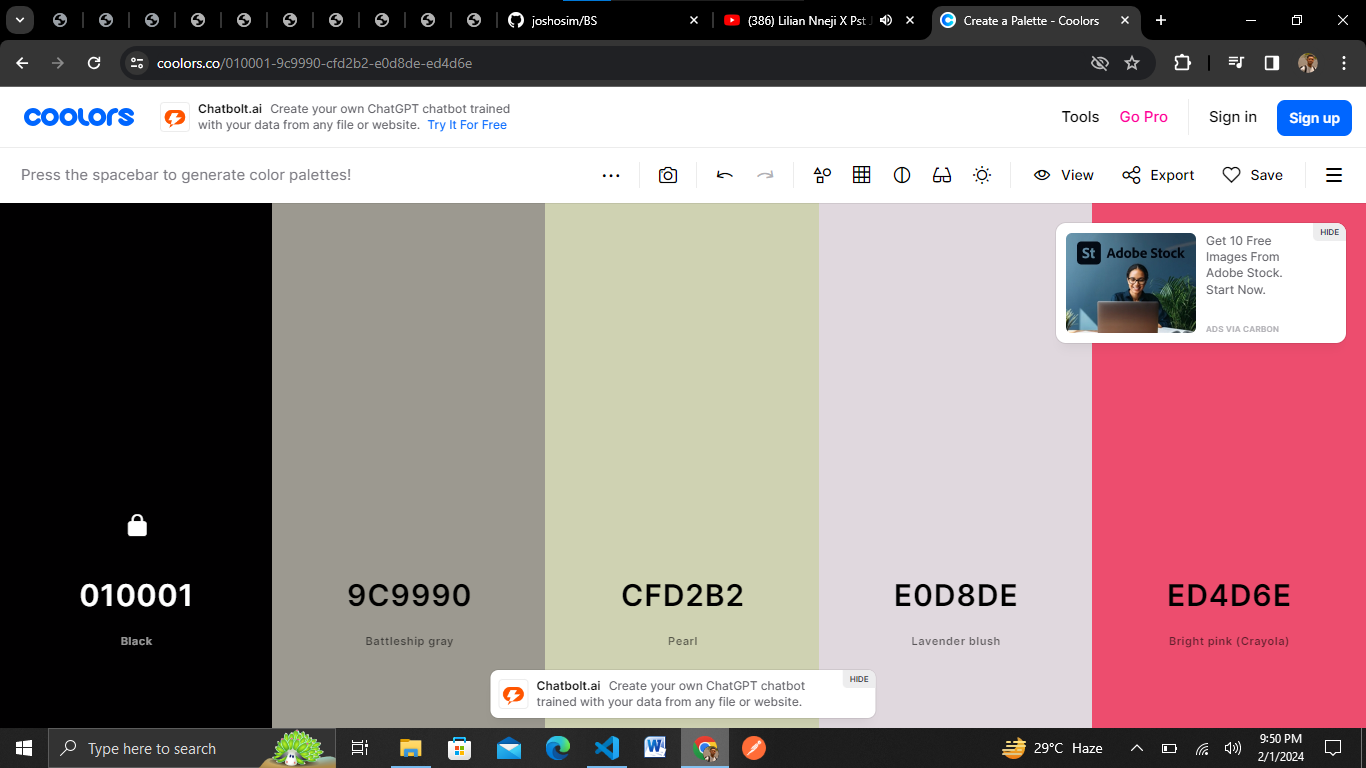 joshosim/BS
(386) Lilian Nneji X Pst J
Create a Palette - Coolors
coolors.co/010001-9c9990-cfd2b2-e0d8de-ed4d6e
coolors
Chatbolt.ai Create your own ChatGPT chatbot trained
with your data from any file or website. Try It For Free
Tools
Go Pro
Sign in
Sign up
Press the spacebar to generate color palettes!
View
Export
Save
HIDE
St Adobe Stock
Get 10 Free
Images From
Adobe Stock.
Start Now.
ADS VIA CARBON
010001
9C9990
CFD2B2
E0D8DE
ED4D6E
Black
Battleship gray
Pearl
Lavender blush
Bright pink (Crayola)
Chatbolt.ai Create your own ChatGPT chatbot
trained with your data from any file or website.
HIDE
Type here to search
29°C Haze
9:50 PM
2/1/2024